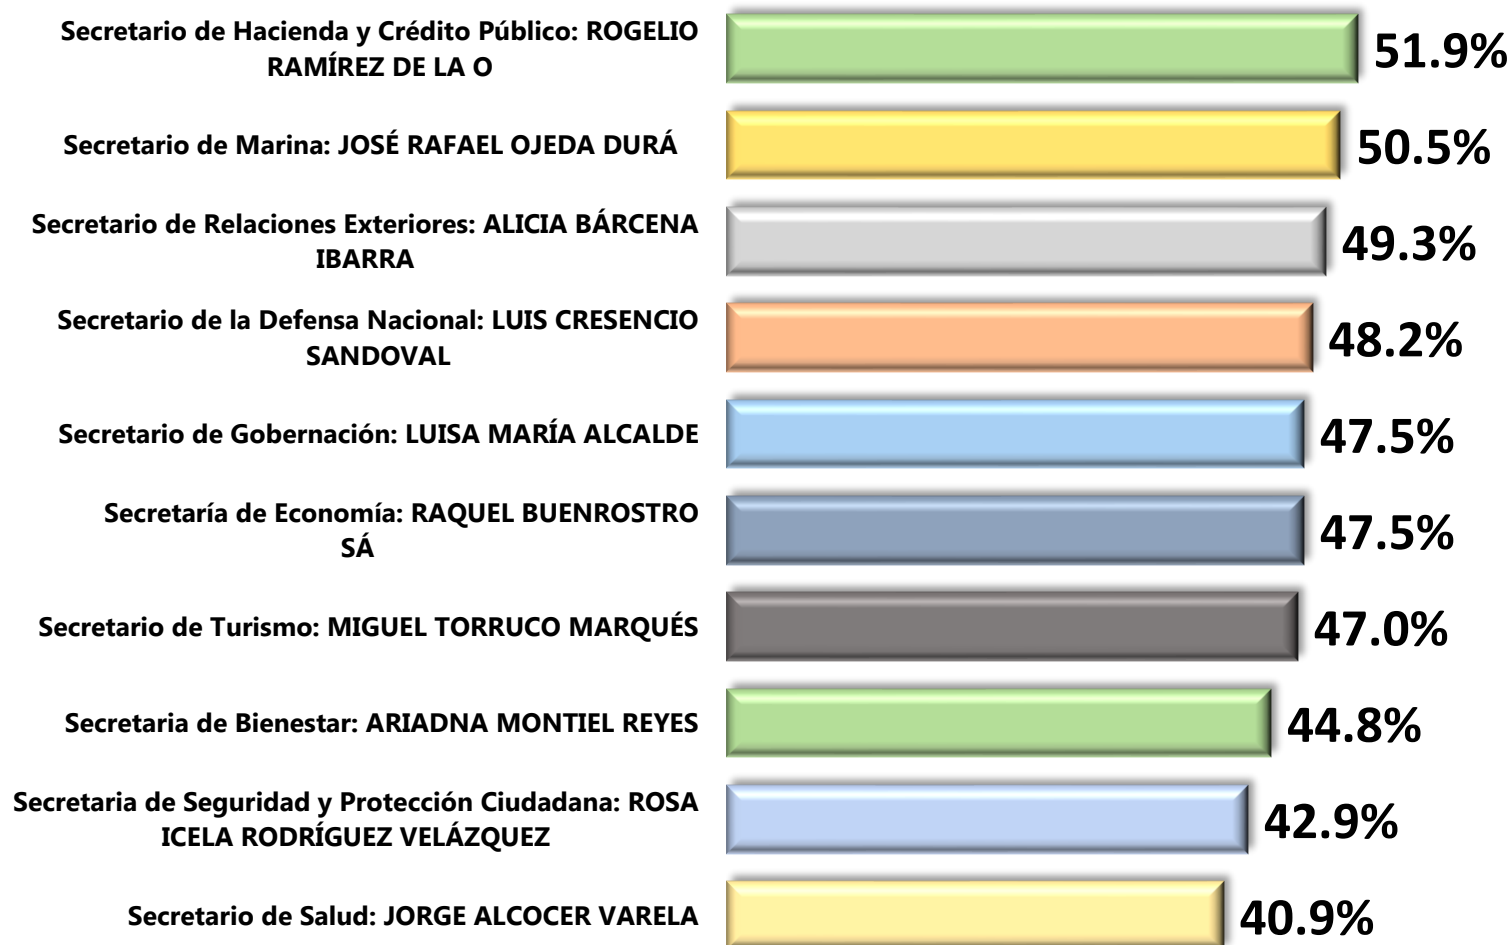 Secretario de Hacienda y Crédito Público: ROGELIO
RAMÍREZ DE LA O
51.9%
Secretario de Marina: JOSÉ RAFAEL OJEDA DURÁ
50.5%
Secretario de Relaciones Exteriores: ALICIA BÁRCENA
IBARRA
49.3%
Secretario de la Defensa Nacional: LUIS CRESENCIO
SANDOVAL
48.2%
Secretario de Gobernación: LUISA MARÍA ALCALDE
47.5%
Secretaría de Economía: RAQUEL BUENROSTRO
SÁ
47.5%
Secretario de Turismo: MIGUEL TORRUCO MARQUÉS
47.0%
Secretaria de Bienestar: ARIADNA MONTIEL REYES
44.8%
Secretaria de Seguridad y Protección Ciudadana: ROSA
ICELA RODRÍGUEZ VELÁZQUEZ
42.9%
Secretario de Salud: JORGE ALCOCER VARELA
40.9%